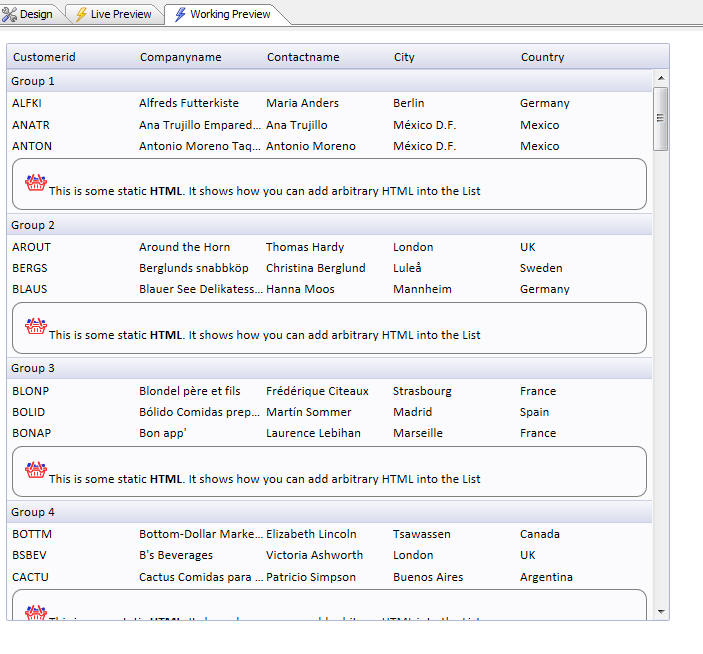 Design Live Preview Working Preview
Customerid Companyname Contactname City Country
Group 1
ALFKI Alfreds Futterkiste Maria Anders Berlin Germany
ANATR Ana Trujillo Empared... Ana Trujillo México D.F. Mexico
ANTON Antonio Moreno Taq... Antonio Moreno México D.F. Mexico
This is some static HTML. It shows how you can add arbitrary HTML into the List
Group 2
AROUT Around the Horn Thomas Hardy London UK
BERGS Berglunds snabbköp Christina Berglund Luleå Sweden
BLAUS Blauer See Delikatess... Hanna Moos Mannheim Germany
This is some static HTML. It shows how you can add arbitrary HTML into the List
Group 3
BLONP Blondel père et fils Frédérique Citeaux Strasbourg France
BOLID Bólido Comidas prep... Martín Sommer Madrid Spain
BONAP Bon app' Laurence Lebihan Marseille France
This is some static HTML. It shows how you can add arbitrary HTML into the List
Group 4
BOTTM Bottom-Dollar Marke... Elizabeth Lincoln Tsawassen Canada
BSBEV B's Beverages Victoria Ashworth London UK
CACTU Cactus Comidas para ... Patricio Simpson Buenos Aires Argentina